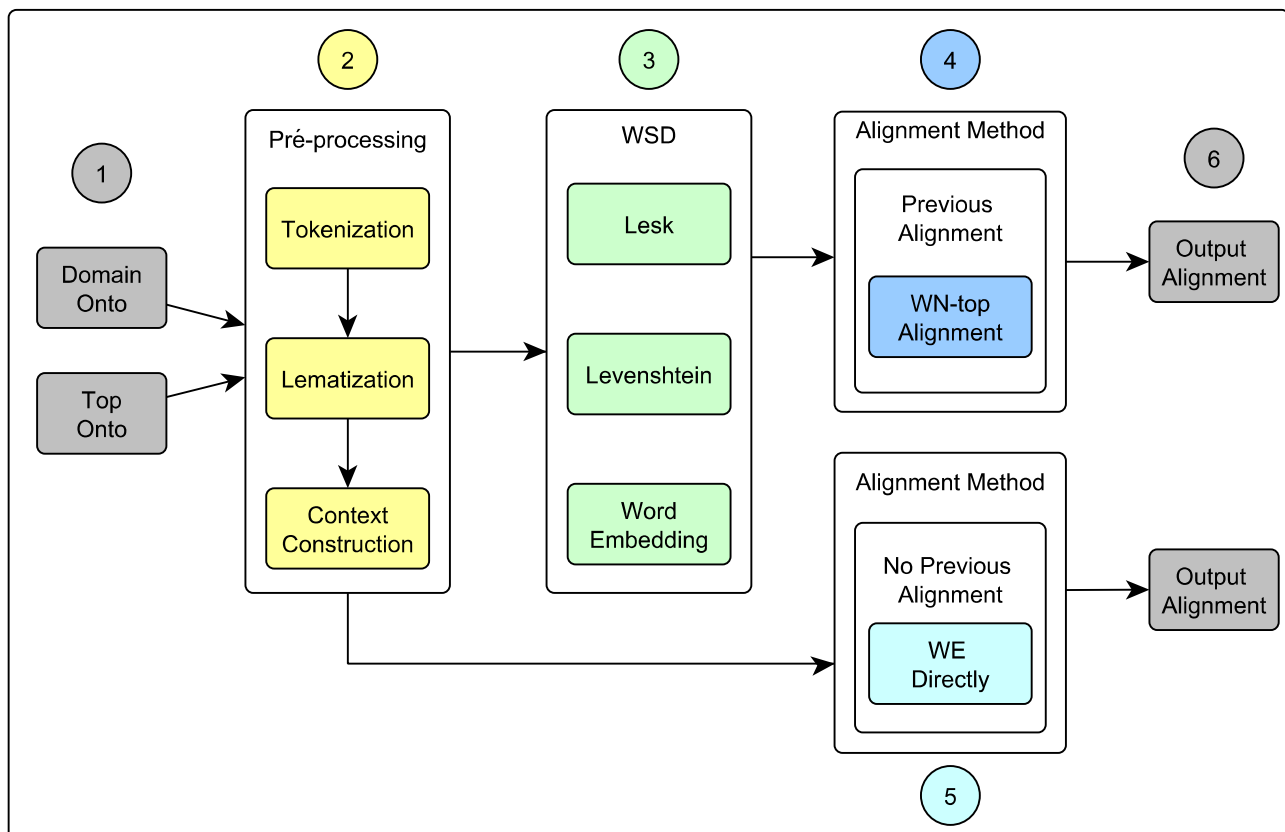 1
Domain
Onto
Top
Onto
2
Pré-processing
Tokenization
Lematization
Context
Construction
3
WSD
Lesk
Levenshtein
Word
Embedding
4
Alignment Method
Previous
Alignment
WN-top
Alignment
Alignment Method
No Previous
Alignment
WE
Directly
5
6
Output
Alignment
Output
Alignment